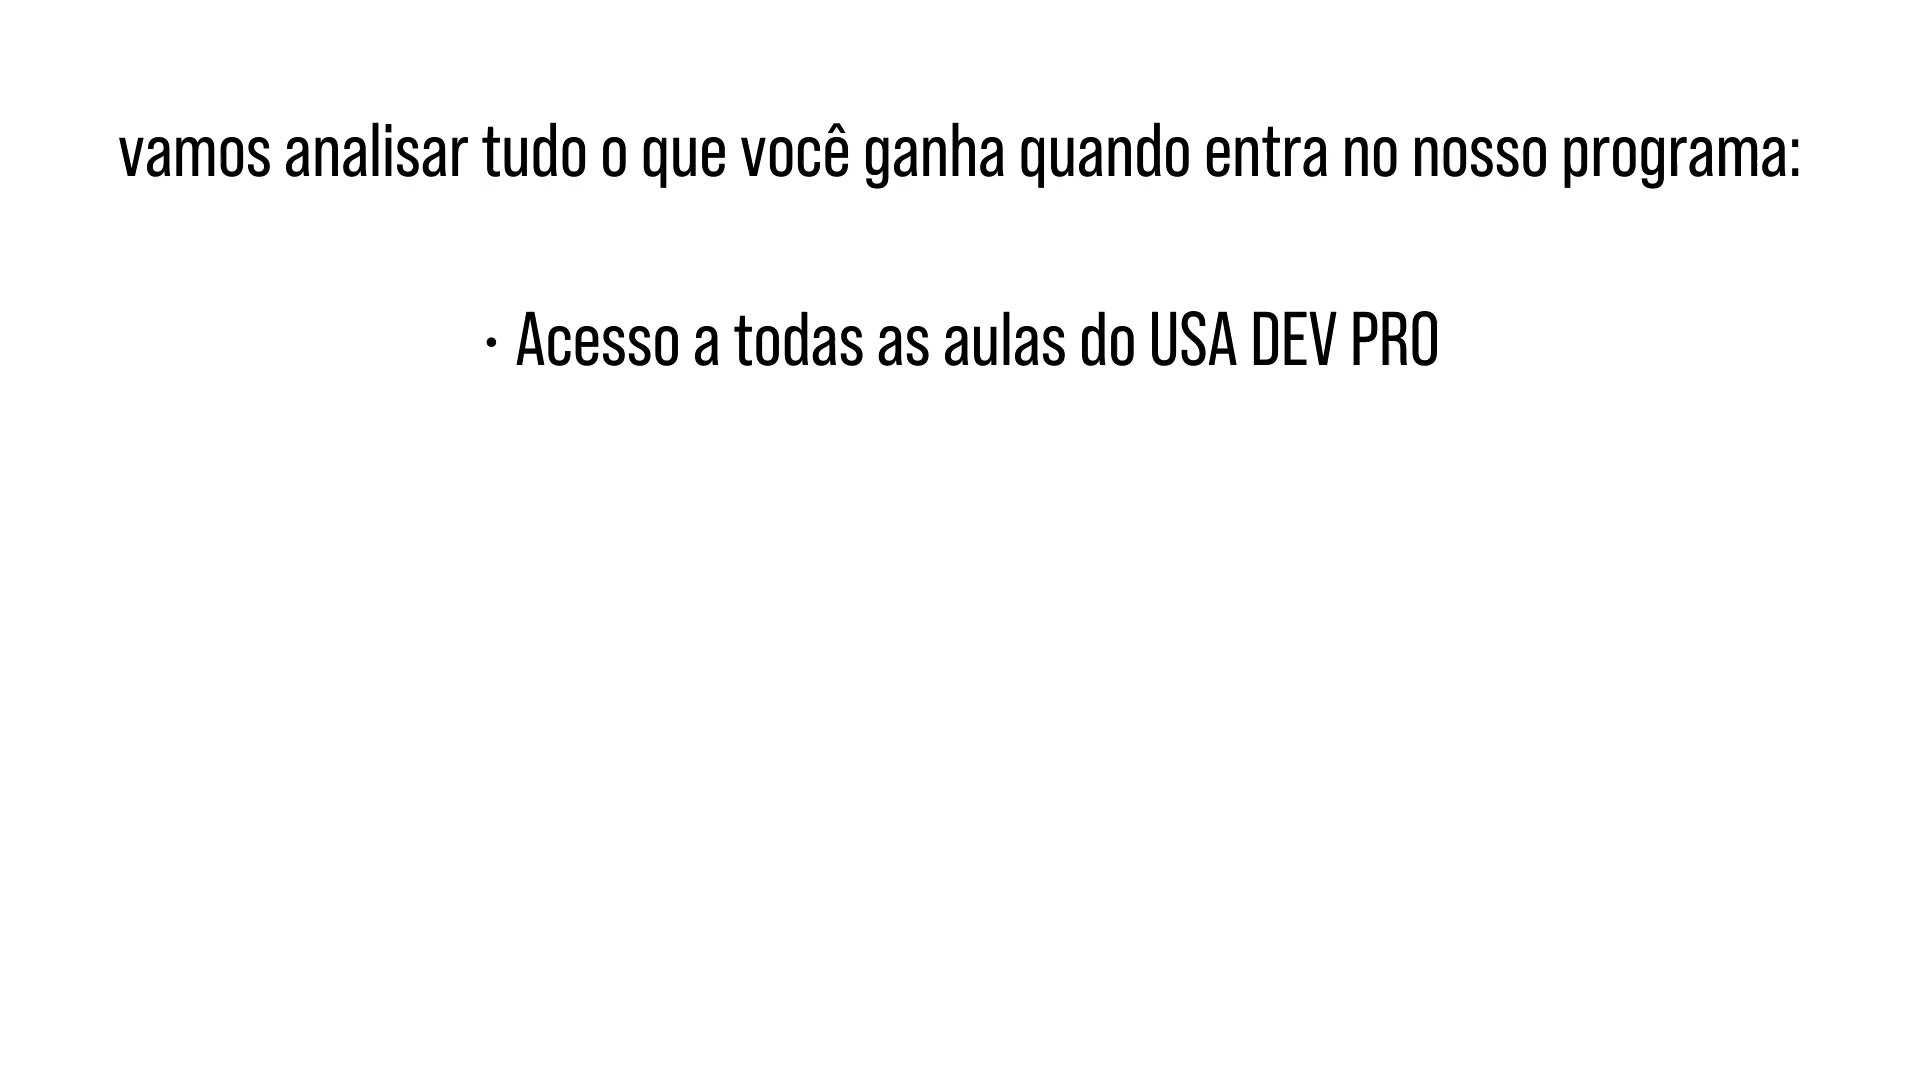 vamos analisar tudo o que você ganha quando entra no nosso programa:
· Acesso a todas as aulas do USA DEV PRO